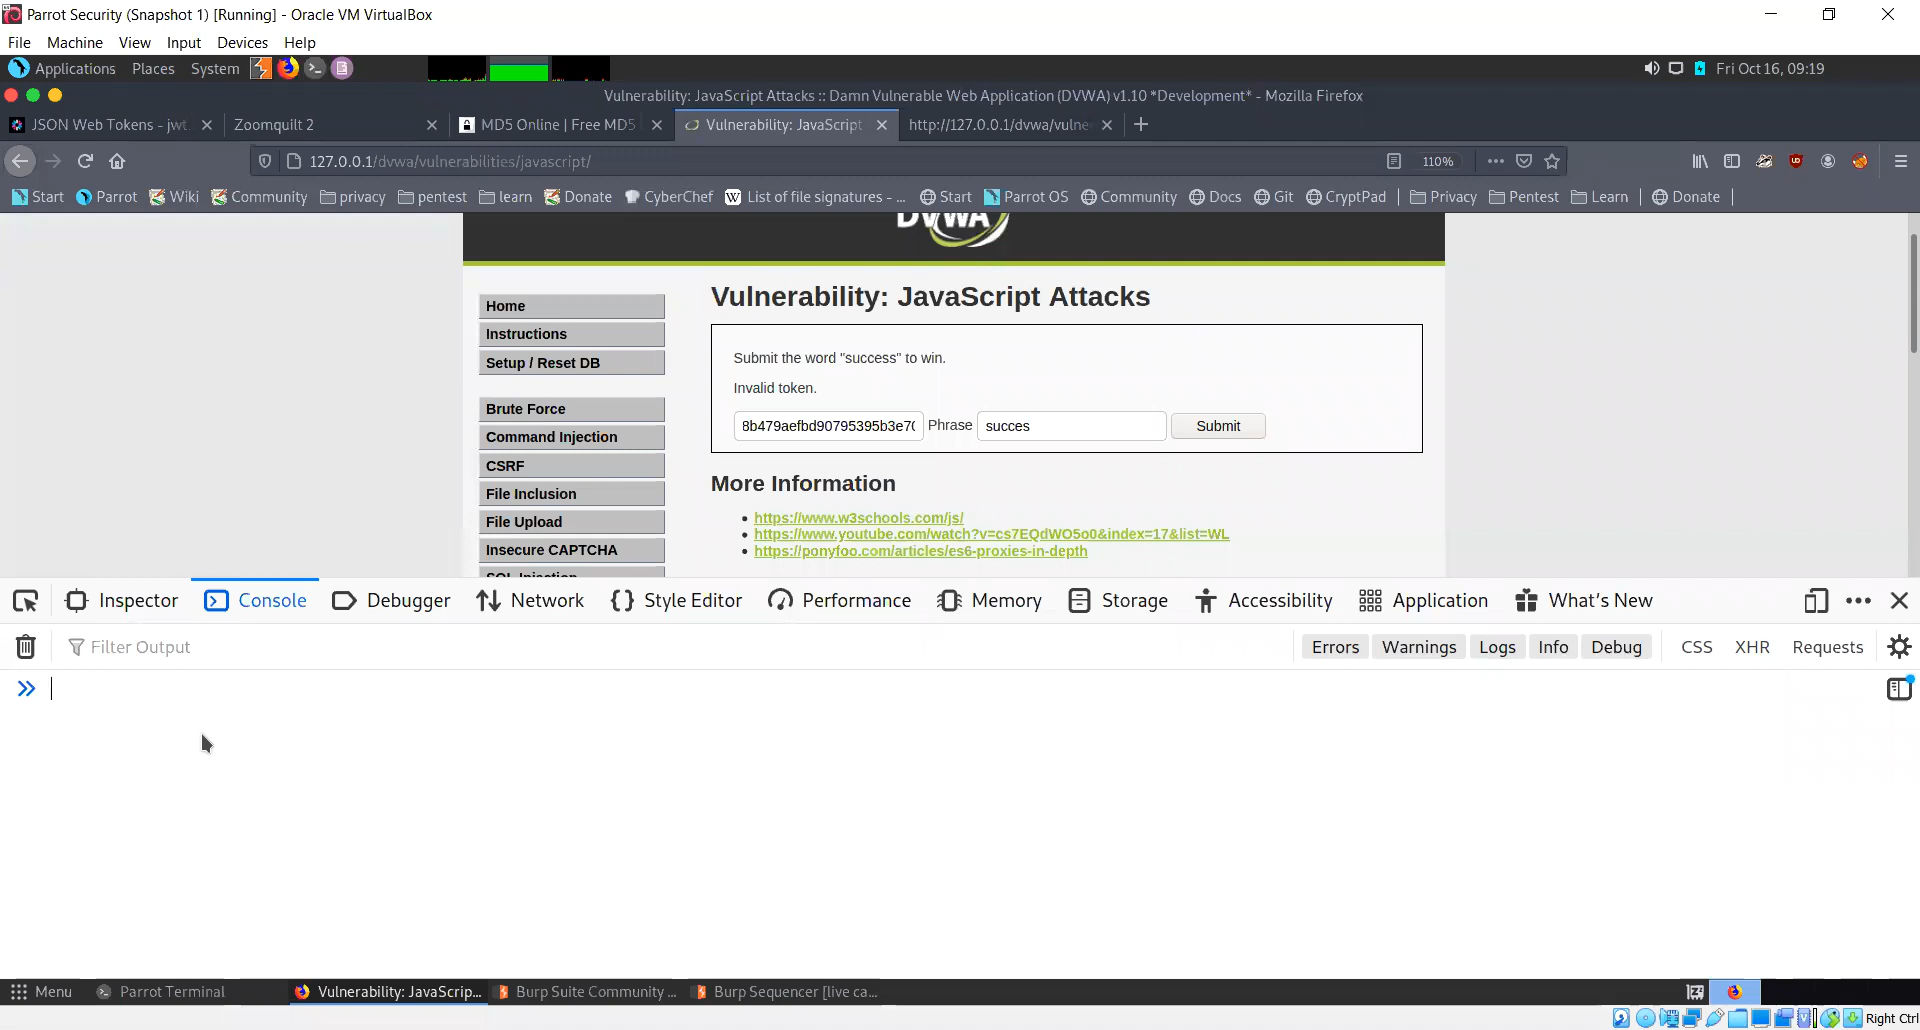 Parrot Security (Snapshot 1) [Running] - Oracle VM VirtualBox
File Machine View Input Devices Help
Applications Places System Fri Oct 16, 09:19
Vulnerability: JavaScript Attacks :: Damn Vulnerable Web Application (DVWA) v1.10 *Development* - Mozilla Firefox
JSON Web Tokens - jwt Zoomquilt 2 MD5 Online | Free MD5 Vulnerability: JavaScript http://127.0.0.1/dvwa/vulne
127.0.0.1/dvwa/vulnerabilities/javascript/ 110%
Start Parrot Wiki Community privacy pentest learn Donate CyberChef List of file signatures - ... Start Parrot OS Community Docs Git CryptPad Privacy Pentest Learn Donate
DVWA
Vulnerability: JavaScript Attacks
Home
Instructions
Setup / Reset DB
Brute Force
Command Injection
CSRF
File Inclusion
File Upload
Insecure CAPTCHA
SQL Injection
Submit the word "success" to win.
Invalid token.
8b479aefbd90795395b3e70 Phrase succes Submit
More Information
https://www.w3schools.com/js/
https://www.youtube.com/watch?v=cs7EQdWO5o0&index=17&list=WL
https://ponyfoo.com/articles/es6-proxies-in-depth
Inspector Console Debugger Network Style Editor Performance Memory Storage Accessibility Application What's New
Filter Output Errors Warnings Logs Info Debug CSS XHR Requests
Menu Parrot Terminal Vulnerability: JavaScrip... Burp Suite Community ... Burp Sequencer [live ca...
Right Ctrl